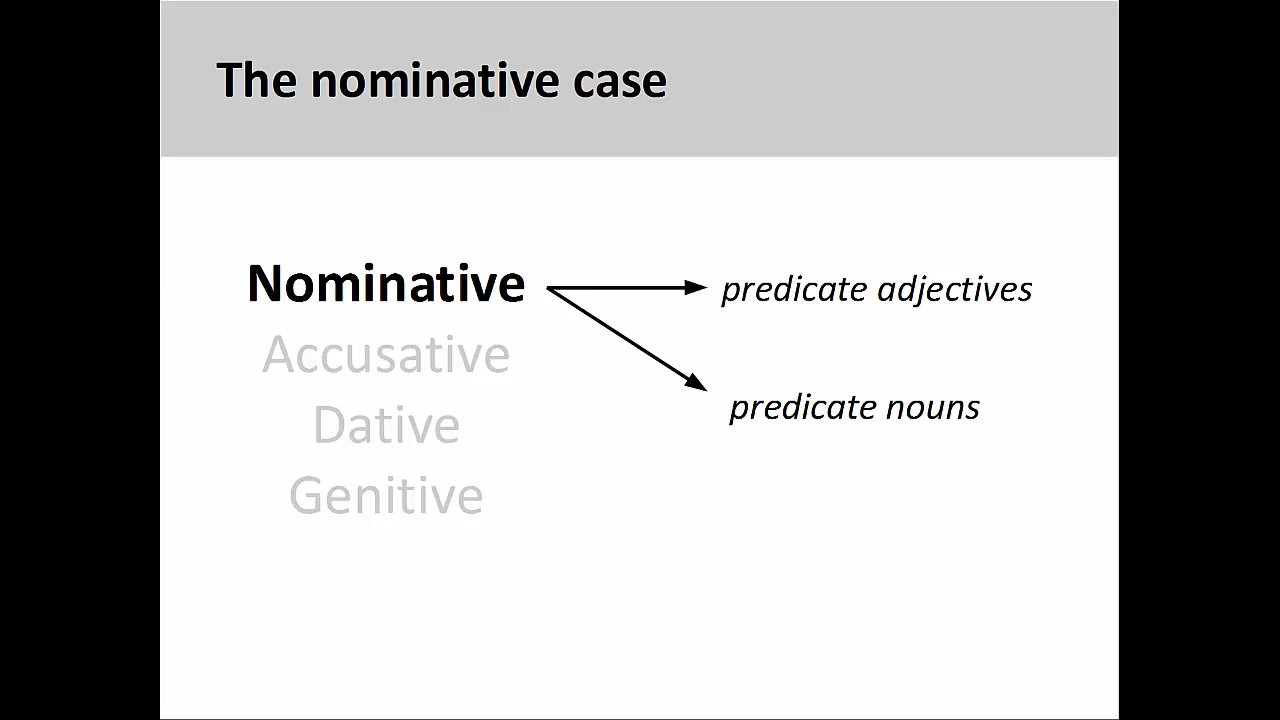 The nominative case
Nominative
predicate adjectives
Accusative
predicate nouns
Dative
Genitive